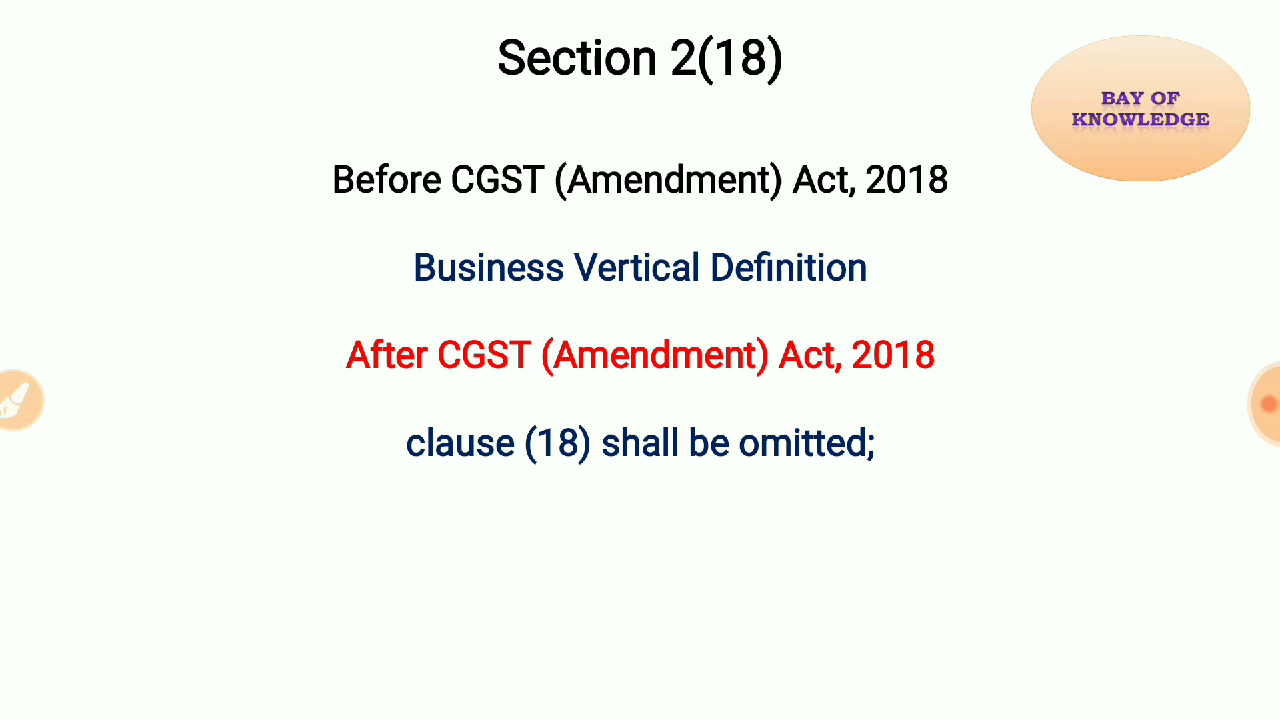 Section 2(18)
BAY OF
KNOWLEDGE
Before CGST (Amendment) Act, 2018
Business Vertical Definition
After CGST (Amendment) Act, 2018
clause (18) shall be omitted;